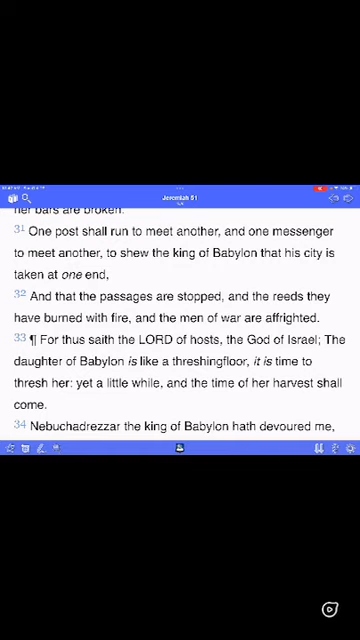 Jeremiah 51
her bars are broken.
31 One post shall run to meet another, and one messenger
to meet another, to shew the king of Babylon that his city is
taken at one end,
32 And that the passages are stopped, and the reeds they
have burned with fire, and the men of war are affrighted.
33 ¶ For thus saith the LORD of hosts, the God of Israel; The
daughter of Babylon is like a threshingfloor, it is time to
thresh her: yet a little while, and the time of her harvest shall
come.
34 Nebuchadrezzar the king of Babylon hath devoured me,